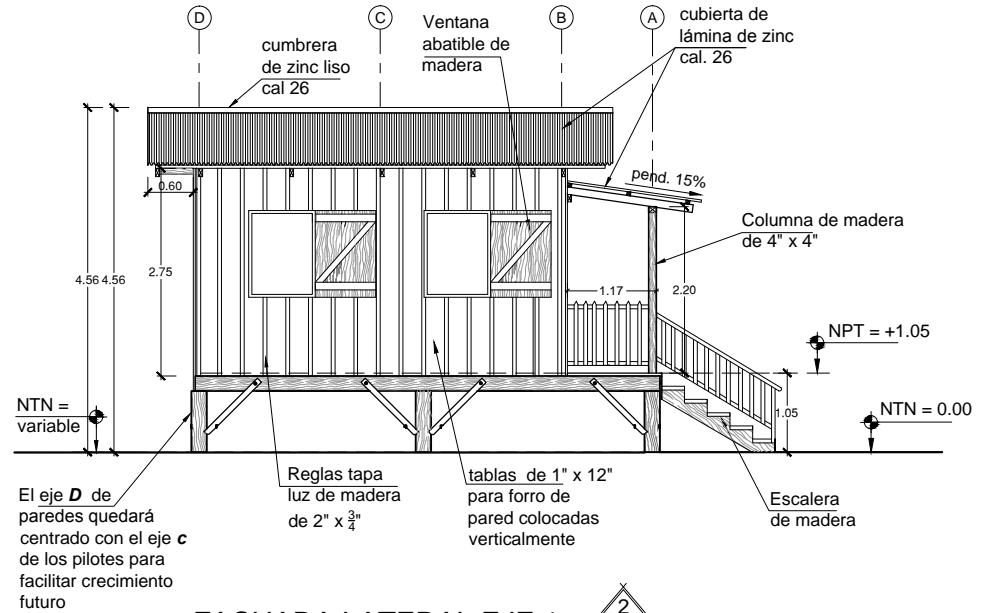 D
C
B
A
cumbrera
de zinc liso
cal 26
Ventana
abatible de
madera
cubierta de
lámina de zinc
cal. 26
pend. 15%
0.60
Columna de madera
de 4" x 4"
4.56
4.56
2.75
1.17
2.20
NPT = +1.05
NTN =
variable
1.05
NTN = 0.00
El eje D de
paredes quedará
centrado con el eje c
de los pilotes para
facilitar crecimiento
futuro
Reglas tapa
luz de madera
de 2" x 3/4"
tablas de 1" x 12"
para forro de
pared colocadas
verticalmente
Escalera
de madera
2